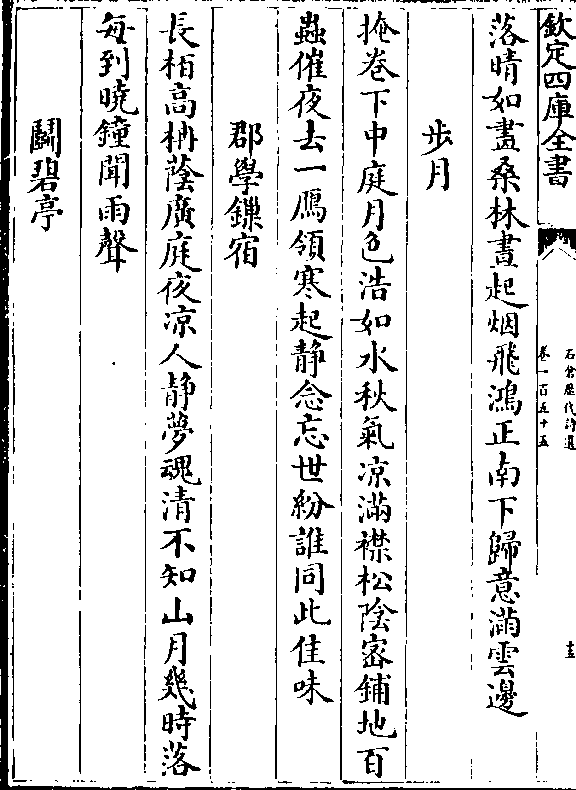 欽定四庫全書
石倉歷代詩選
卷一百五十五
落晴如畫桑林晝起烟飛鴻正南下歸意滿雲邊
步月
掩卷下中庭月色浩如水秋氣凉滿襟松陰密鋪地百
蟲催夜去一鴈領寒起静念忘世紛誰同此佳味
郡學鏁宿
長栢高枬蔭廣庭夜凉人静夢魂清不知山月幾時落
每到曉鐘聞雨聲
鬭碧亭